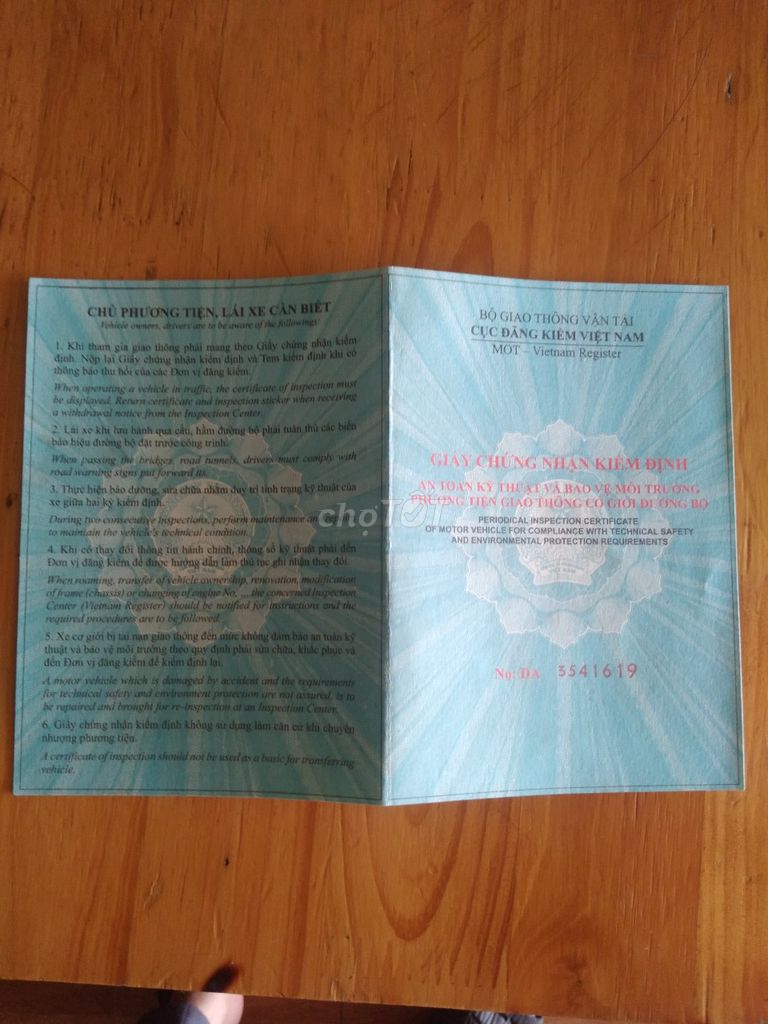 CHỦ PHƯƠNG TIỆN, LÁI XE CẦN BIẾT
Vehicle owners, drivers are to be aware of the followings:
1. Khi tham gia giao thông phải mang theo Giấy chứng nhận kiểm
định. Nộp lại Giấy chứng nhận kiểm định và Tem kiểm định khi có
thông báo thu hồi của các Đơn vị đăng kiểm.
When operating a vehicle in traffic, the certificate of inspection must
be displayed. Return certificate and inspection sticker when receiving
a withdrawal notice from the Inspection Center.
2. Lái xe khi lưu hành qua cầu, hầm đường bộ phải tuân thủ các biển
báo hiệu đường bộ đặt trước công trình.
When passing the bridges, road tunnels, drivers must comply with
road warning signs put forward its.
3. Thực hiện bảo dưỡng, sửa chữa nhằm duy trì tình trạng kỹ thuật của
xe giữa hai kỳ kiểm định.
During two consecutive inspections, perform maintenance and repair
to maintain the vehicle's technical condition.
4. Khi có thay đổi thông tin hành chính, thông số kỹ thuật phải đến
Đơn vị đăng kiểm để được hướng dẫn làm thủ tục ghi nhận thay đổi.
When roaming, transfer of vehicle ownership, renovation, modification
of frame (chassis) or changing of engine No, ... the concerned Inspection
Center (Vietnam Register) should be notified for instructions and the
required procedures are to be followed.
5. Xe cơ giới bị tai nạn giao thông đến mức không đảm bảo an toàn kỹ
thuật và bảo vệ môi trường theo quy định phải sửa chữa, khắc phục và
đến Đơn vị đăng kiểm để kiểm định lại.
A motor vehicle which is damaged by accident and the requirements
for technical safety and environment protection are not assured, is to
be repaired and brought for re-inspection at an Inspection Center.
6. Giấy chứng nhận kiểm định không sử dụng làm căn cứ khi chuyển
nhượng phương tiện.
A certificate of inspection should not be used as a basic for transferring
vehicle.
BỘ GIAO THÔNG VẬN TẢI
CỤC ĐĂNG KIỂM VIỆT NAM
MOT – Vietnam Register
GIẤY CHỨNG NHẬN KIỂM ĐỊNH
AN TOÀN KỸ THUẬT VÀ BẢO VỆ MÔI TRƯỜNG
PHƯƠNG TIỆN GIAO THÔNG CƠ GIỚI ĐƯỜNG BỘ
PERIODICAL INSPECTION CERTIFICATE
OF MOTOR VEHICLE FOR COMPLIANCE WITH TECHNICAL SAFETY
AND ENVIRONMENTAL PROTECTION REQUIREMENTS
No: DA 3541619
chợTỐT